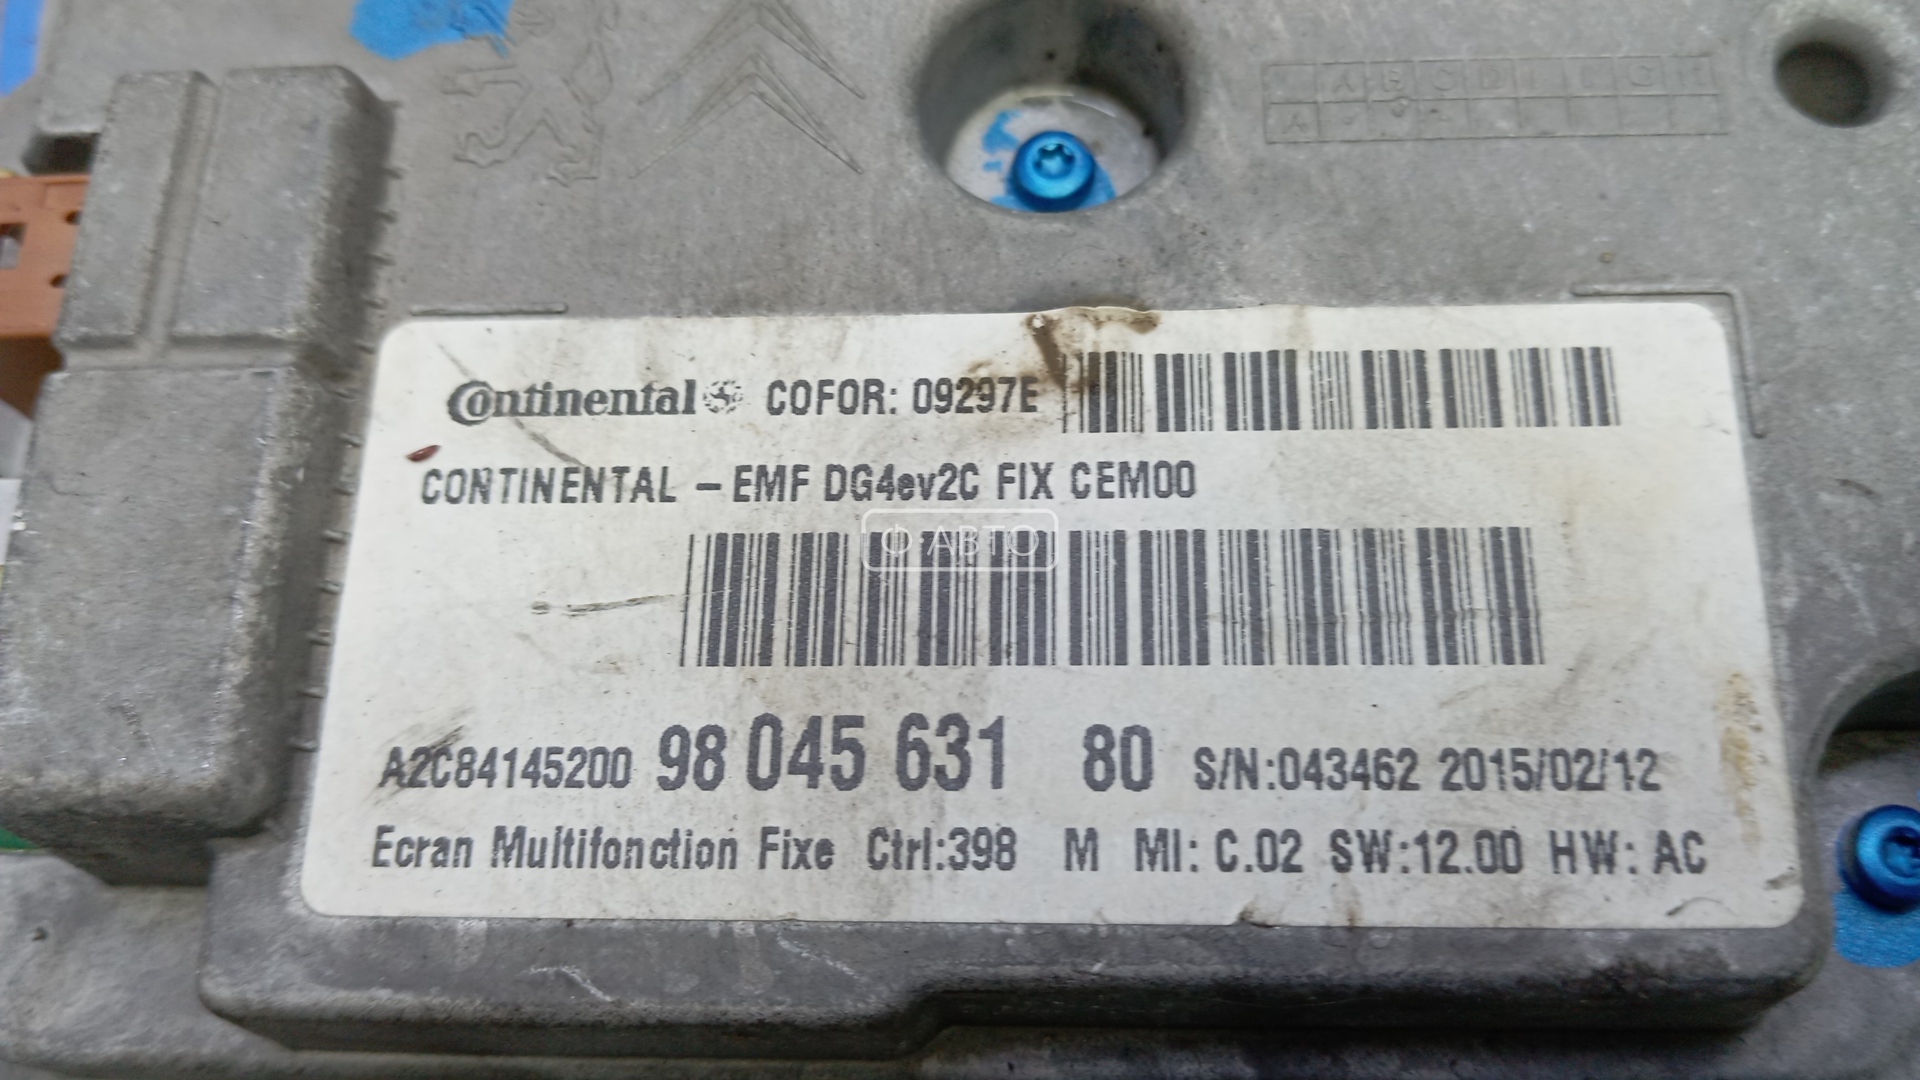 Continental COFOR: 09297E
CONTINENTAL - EMF DG4ev2C FIX CEM00
АВТО
A2C84145200 98 045 631 80 S/N:043462 2015/02/12
Ecran Multifonction Fixe Ctrl:398 M MI: C.02 SW:12.00 HW: AC